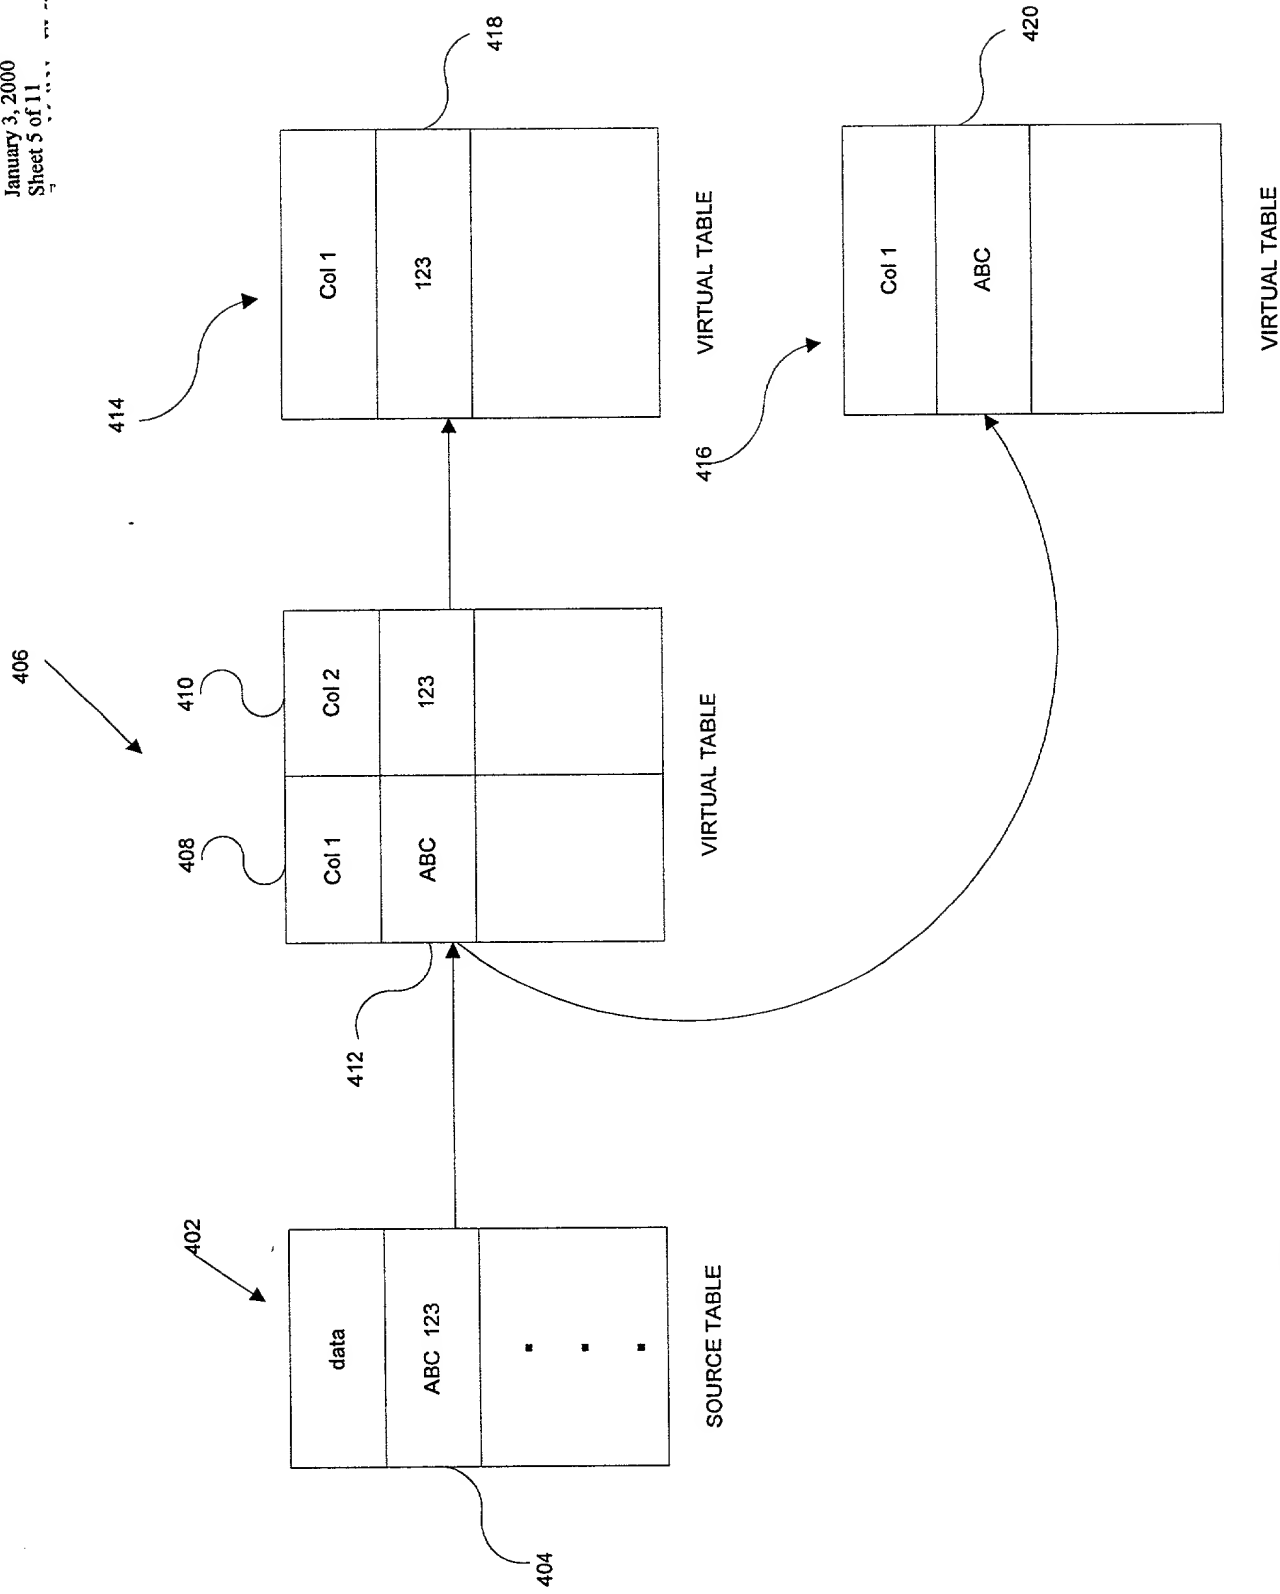 January 3, 2000
Sheet 5 of 11
406
408
410
414
418
402
data
ABC 123
SOURCE TABLE
404
412
Col 1
Col 2
ABC
123
VIRTUAL TABLE
Col 1
123
VIRTUAL TABLE
416
420
Col 1
ABC
VIRTUAL TABLE